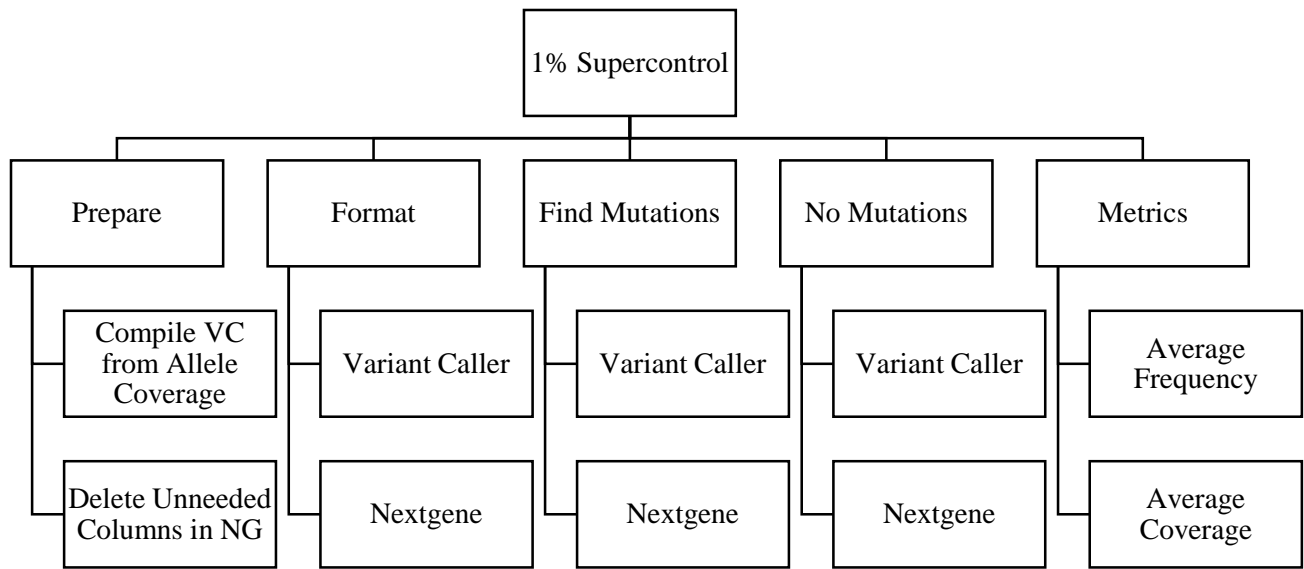 1% Supercontrol
Prepare
Format
Find Mutations
No Mutations
Metrics
Compile VC
from Allele
Coverage
Variant Caller
Variant Caller
Variant Caller
Average
Frequency
Delete Unneeded
Columns in NG
Nextgene
Nextgene
Nextgene
Average
Coverage